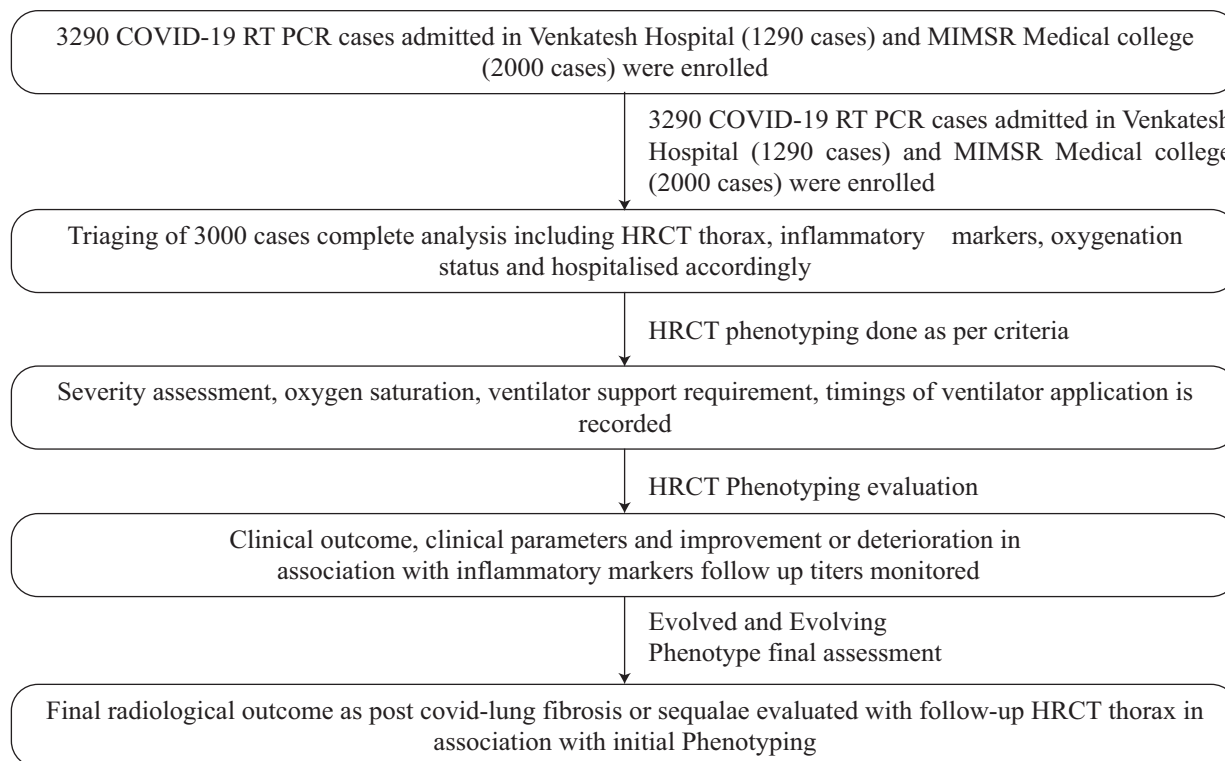 3290 COVID-19 RT PCR cases admitted in Venkatesh Hospital (1290 cases) and MIMSR Medical college
(2000 cases) were enrolled
3290 COVID-19 RT PCR cases admitted in Venkatesh
Hospital (1290 cases) and MIMSR Medical college
(2000 cases) were enrolled
Triaging of 3000 cases complete analysis including HRCT thorax, inflammatory markers, oxygenation
status and hospitalised accordingly
HRCT phenotyping done as per criteria
Severity assessment, oxygen saturation, ventilator support requirement, timings of ventilator application is
recorded
HRCT Phenotyping evaluation
Clinical outcome, clinical parameters and improvement or deterioration in
association with inflammatory markers follow up titers monitored
Evolved and Evolving
Phenotype final assessment
Final radiological outcome as post covid-lung fibrosis or sequalae evaluated with follow-up HRCT thorax in
association with initial Phenotyping